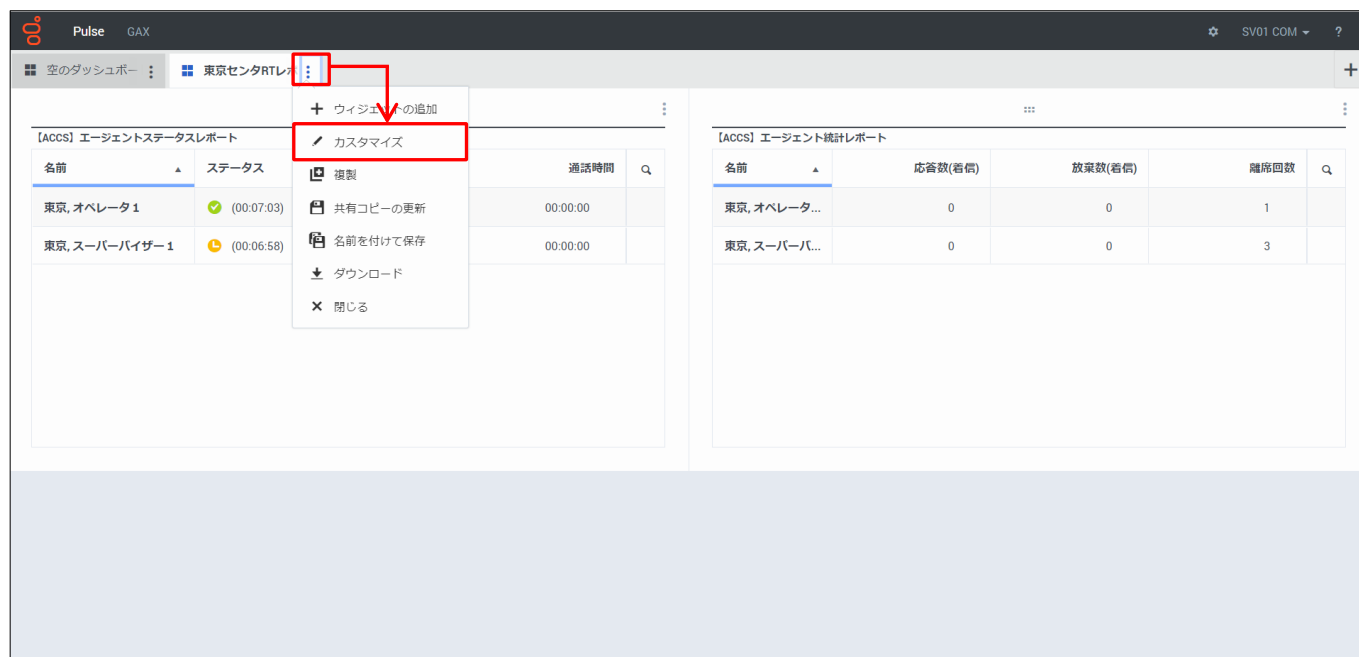 Pulse GAX SV01 COM ?
空のダッシュボー 東京センタRTレポ
ウィジェットの追加
カスタマイズ
複製
共有コピーの更新
名前を付けて保存
ダウンロード
閉じる
【ACCS】エージェントステータスレポート
名前 ステータス 通話時間
東京, オペレータ 1 (00:07:03) 00:00:00
東京, スーパーバイザー 1 (00:06:58) 00:00:00
【ACCS】エージェント統計レポート
名前 応答数(着信) 放棄数(着信) 離席回数
東京, オペレータ... 0 0 1
東京, スーパーバ... 0 0 3